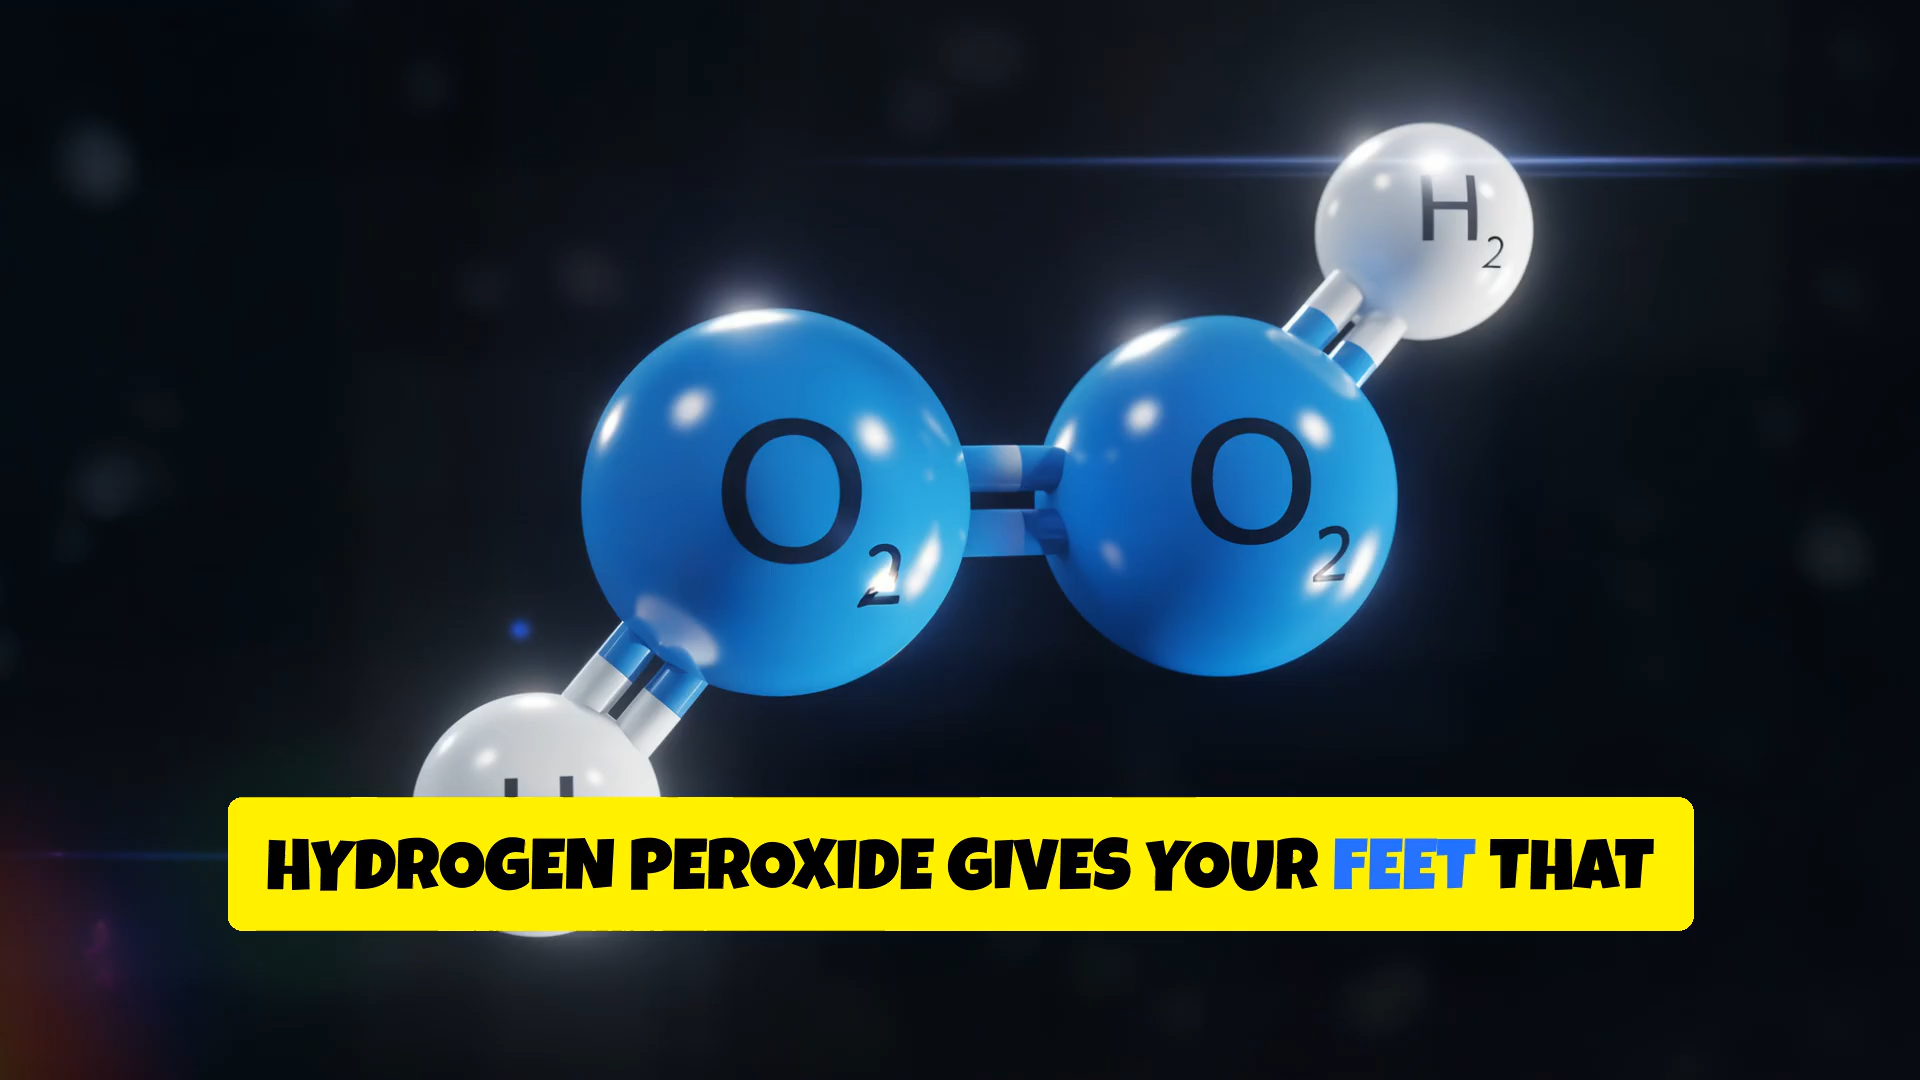 H₂
O₂
O₂
HYDROGEN PEROXIDE GIVES YOUR FEET THAT